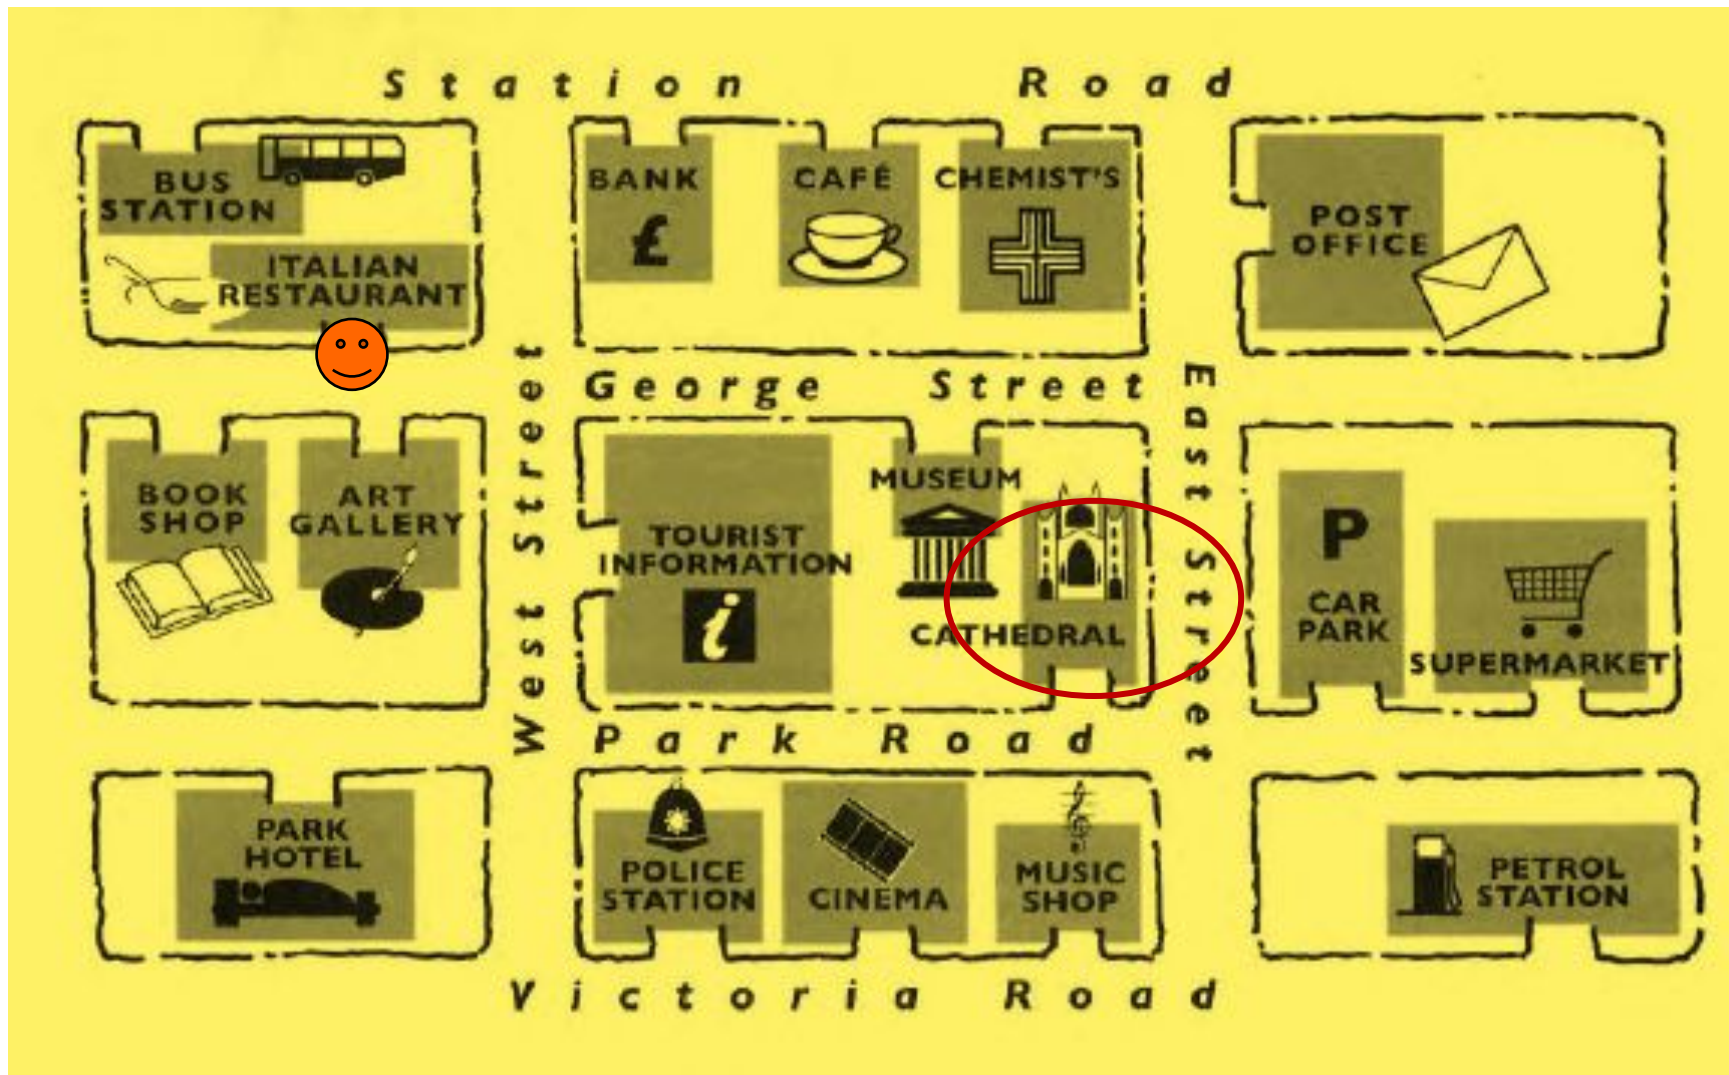 Station Road
BUS
STATION
ITALIAN
RESTAURANT
BANK
£
CAFÉ
CHEMIST'S
POST
OFFICE
West Street
George Street
East Street
BOOK
SHOP
ART
GALLERY
TOURIST
INFORMATION
i
MUSEUM
CATHEDRAL
P
CAR
PARK
SUPERMARKET
Park Road
PARK
HOTEL
POLICE
STATION
CINEMA
MUSIC
SHOP
PETROL
STATION
Victoria Road